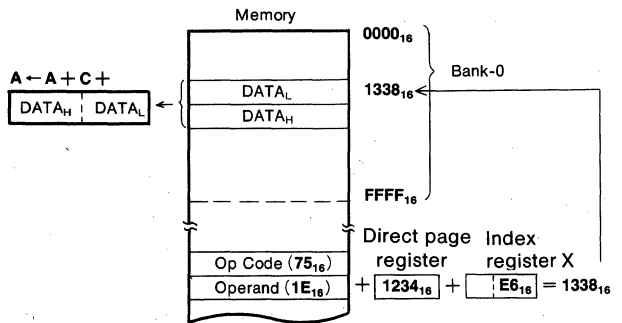 Memory
0000₁₆
Bank-0
A ← A + C +
DATA_H DATA_L ←
DATA_L
1338₁₆
DATA_H
FFFF₁₆
Direct page register
Index register X
Op Code (75₁₆)
Operand (1E₁₆) + 1234₁₆ + E6₁₆ = 1338₁₆